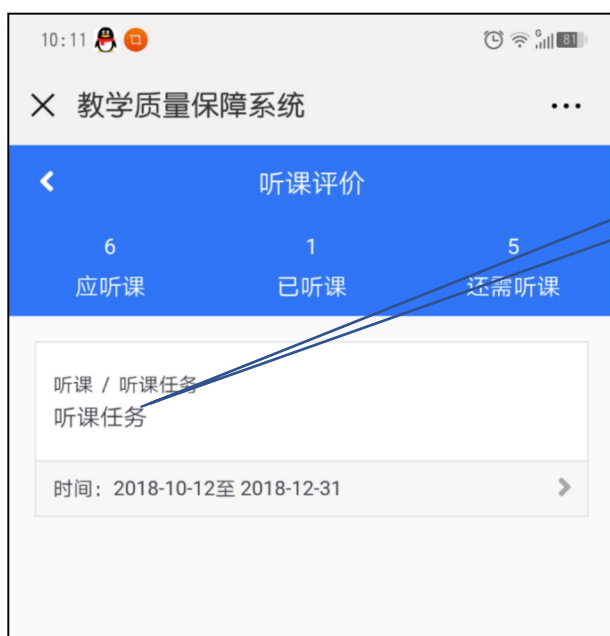 10:11 81
教学质量保障系统
听课评价
6 1 5
应听课 已听课 还需听课
听课 / 听课任务
听课任务
时间：2018-10-12至 2018-12-31